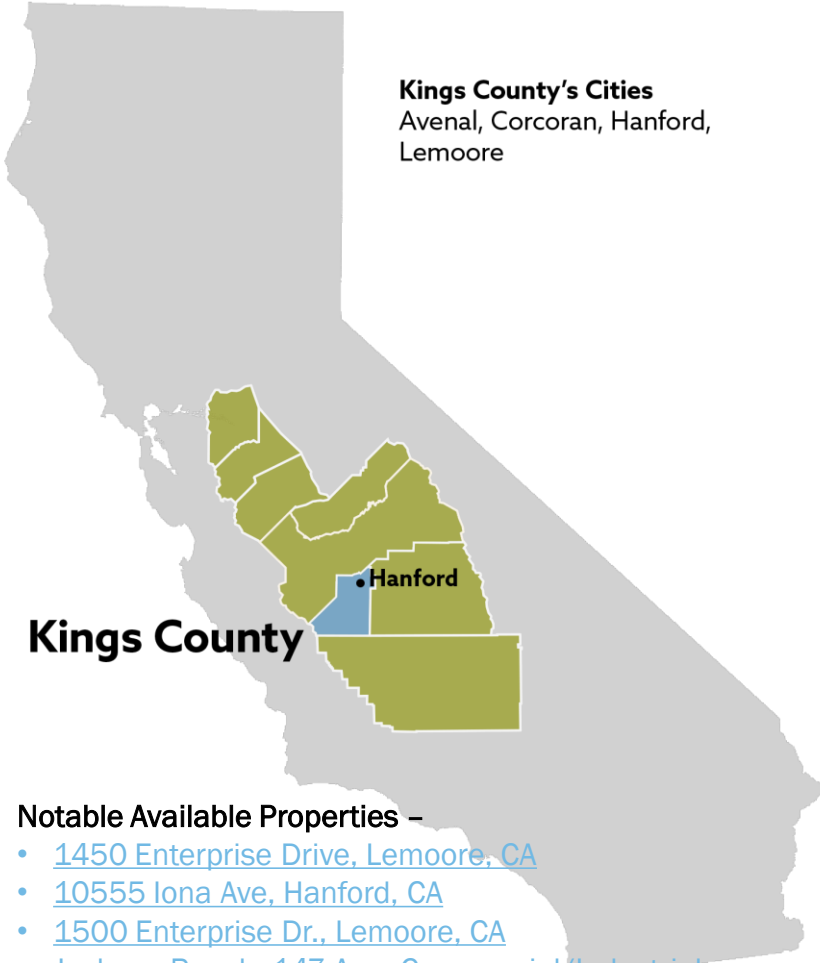 Kings County's Cities
Avenal, Corcoran, Hanford,
Lemoore
Hanford
Kings County
Notable Available Properties –
• 1450 Enterprise Drive, Lemoore, CA
• 10555 Iona Ave, Hanford, CA
• 1500 Enterprise Dr., Lemoore, CA